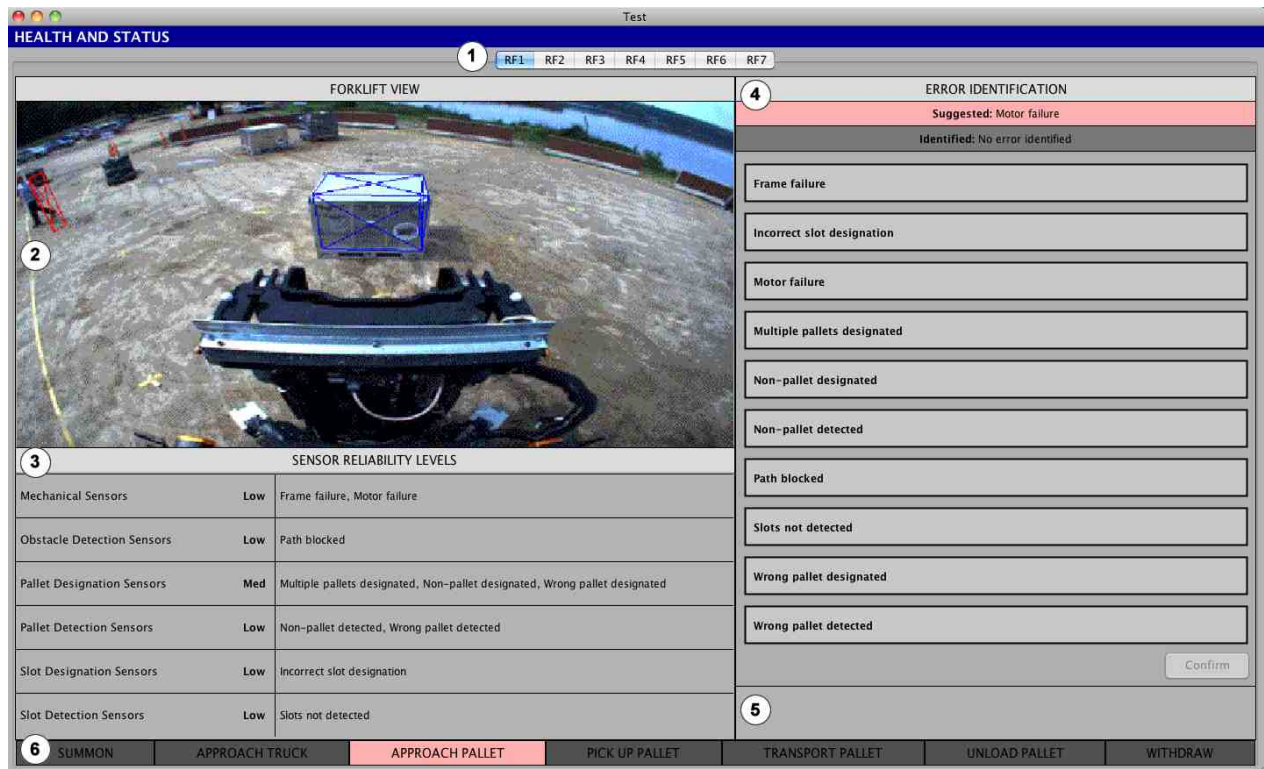 Test
HEALTH AND STATUS
1 RF1 RF2 RF3 RF4 RF5 RF6 RF7
FORKLIFT VIEW
2
3 SENSOR RELIABILITY LEVELS
Mechanical Sensors Low Frame failure, Motor failure
Obstacle Detection Sensors Low Path blocked
Pallet Designation Sensors Med Multiple pallets designated, Non-pallet designated, Wrong pallet designated
Pallet Detection Sensors Low Non-pallet detected, Wrong pallet detected
Slot Designation Sensors Low Incorrect slot designation
Slot Detection Sensors Low Slots not detected
4 ERROR IDENTIFICATION
Suggested: Motor failure
Identified: No error identified
Frame failure
Incorrect slot designation
Motor failure
Multiple pallets designated
Non-pallet designated
Non-pallet detected
Path blocked
Slots not detected
Wrong pallet designated
Wrong pallet detected
Confirm
5
6 SUMMON APPROACH TRUCK APPROACH PALLET PICK UP PALLET TRANSPORT PALLET UNLOAD PALLET WITHDRAW